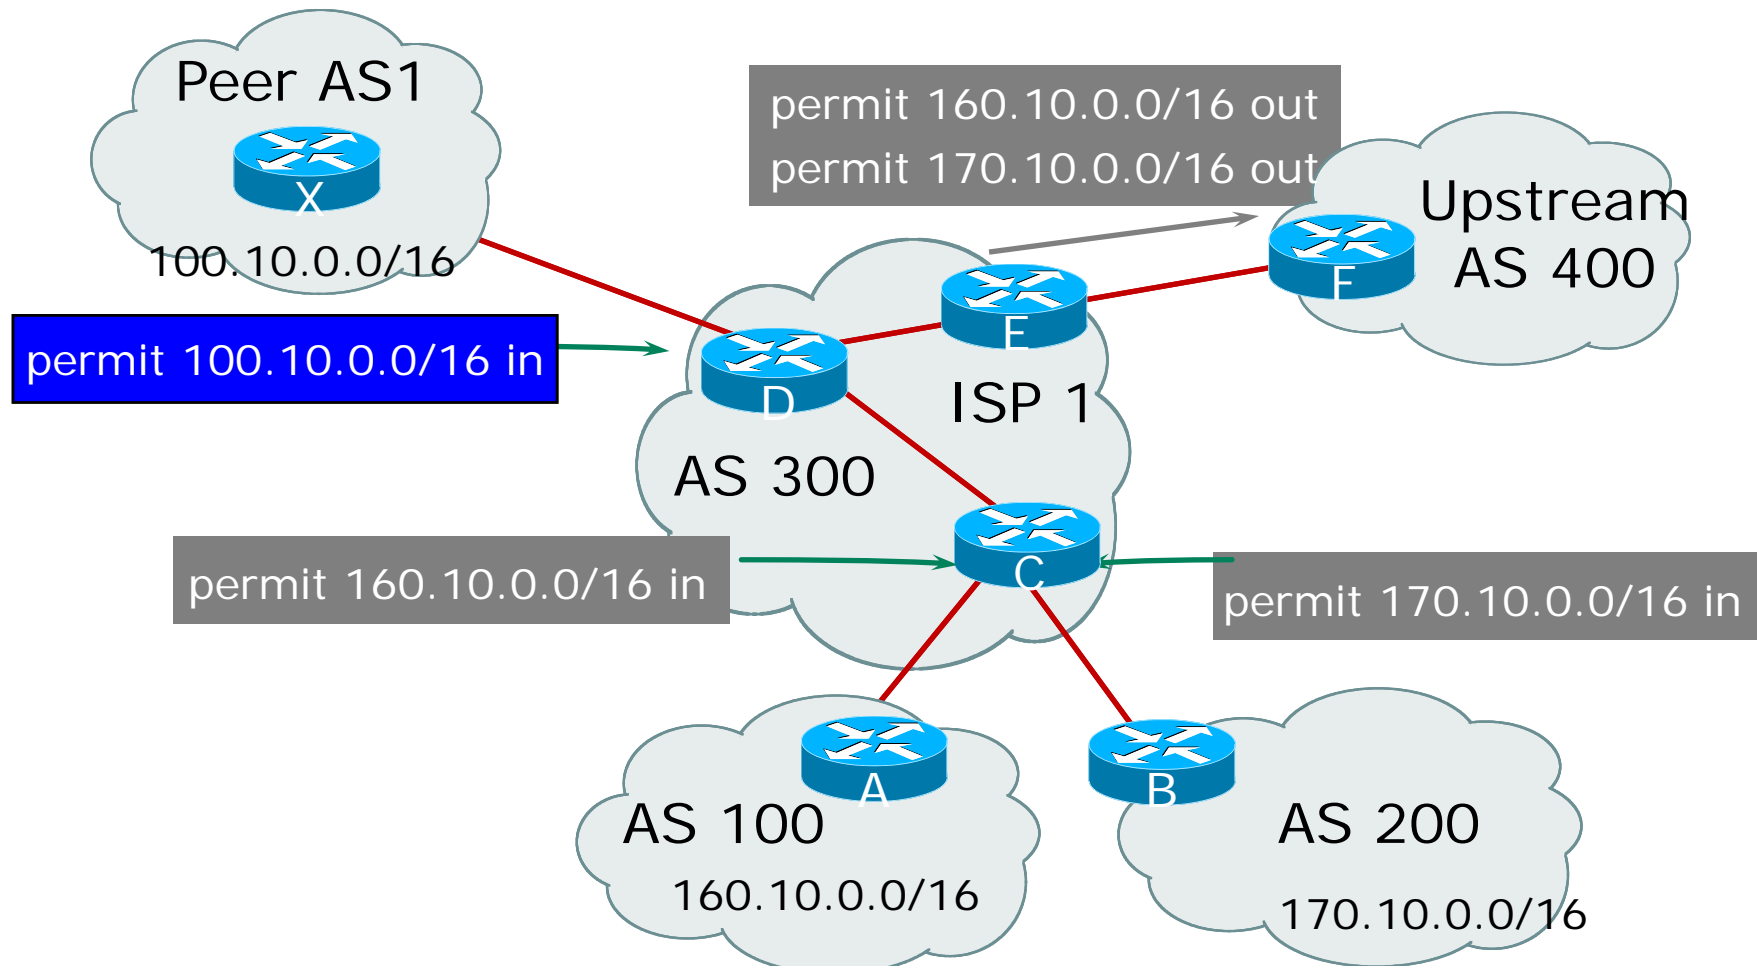 Peer AS1
X
100.10.0.0/16
permit 160.10.0.0/16 out
permit 170.10.0.0/16 out
Upstream
AS 400
F
E
permit 100.10.0.0/16 in
D
ISP 1
AS 300
permit 160.10.0.0/16 in
C
permit 170.10.0.0/16 in
A
AS 100
160.10.0.0/16
B
AS 200
170.10.0.0/16